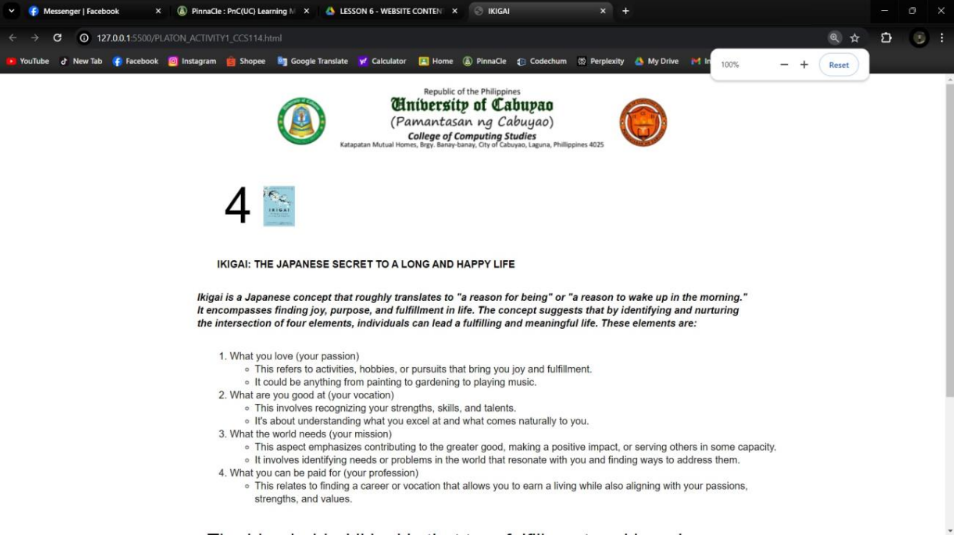 Messenger | Facebook
PinnaCle : PnC(UC) Learning M
LESSON 6 - WEBSITE CONTEN
IKIGAI
127.0.0.1:5500/PLATON_ACTIVITY1_CCS114.html
YouTube
New Tab
Facebook
Instagram
Shopee
Google Translate
Calculator
Home
PinnaCle
Codechum
Perplexity
My Drive
100%
Reset
Republic of the Philippines
University of Cabuyao
(Pamantasan ng Cabuyao)
College of Computing Studies
Katapatan Mutual Homes, Brgy. Banay-banay, City of Cabuyao, Laguna, Philippines 4025
4
IKIGAI
IKIGAI: THE JAPANESE SECRET TO A LONG AND HAPPY LIFE
Ikigai is a Japanese concept that roughly translates to "a reason for being" or "a reason to wake up in the morning."
It encompasses finding joy, purpose, and fulfillment in life. The concept suggests that by identifying and nurturing
the intersection of four elements, individuals can lead a fulfilling and meaningful life. These elements are:
1. What you love (your passion)
This refers to activities, hobbies, or pursuits that bring you joy and fulfillment.
It could be anything from painting to gardening to playing music.
2. What are you good at (your vocation)
This involves recognizing your strengths, skills, and talents.
It's about understanding what you excel at and what comes naturally to you.
3. What the world needs (your mission)
This aspect emphasizes contributing to the greater good, making a positive impact, or serving others in some capacity.
It involves identifying needs or problems in the world that resonate with you and finding ways to address them.
4. What you can be paid for (your profession)
This relates to finding a career or vocation that allows you to earn a living while also aligning with your passions,
strengths, and values.